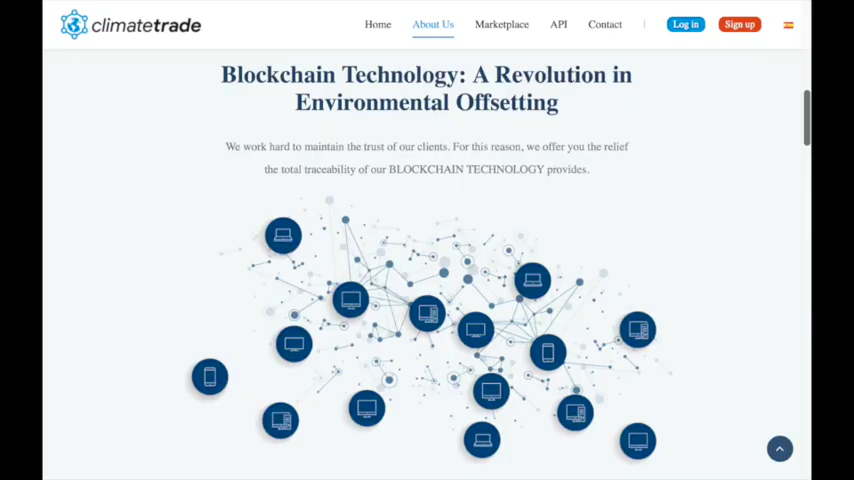 climatetrade
Home
About Us
Marketplace
API
Contact
Log in
Sign up
Blockchain Technology: A Revolution in
Environmental Offsetting
We work hard to maintain the trust of our clients. For this reason, we offer you the relief
the total traceability of our BLOCKCHAIN TECHNOLOGY provides.